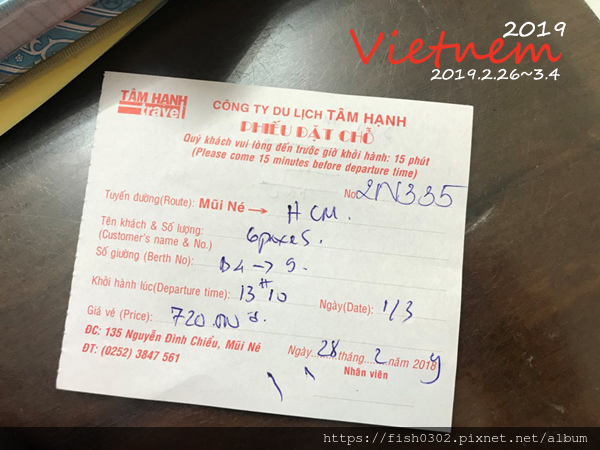 2019
Vietnem
2019.2.26~3.4
TÂM HẠNH
travel
CÔNG TY DU LỊCH TÂM HẠNH
PHIẾU ĐẶT CHỖ
Quý khách vui lòng đến trước giờ khởi hành: 15 phút
(Please come 15 minutes before departure time)
No 2N335
Tuyến đường(Route): Mũi Né → HCM.
Tên khách & Số lượng:
(Customer's name & No.) 6paxes.
Số giường (Berth No): B4 → 9.
Khởi hành lúc(Departure time): 13H10 Ngày(Date): 1/3
Giá vé (Price): 720.000đ.
ĐC: 135 Nguyễn Đình Chiểu, Mũi Né
ĐT: (0252) 3847 561
Ngày 28 tháng 2 năm 2019
Nhân viên
https://fish0302.pixnet.net/album